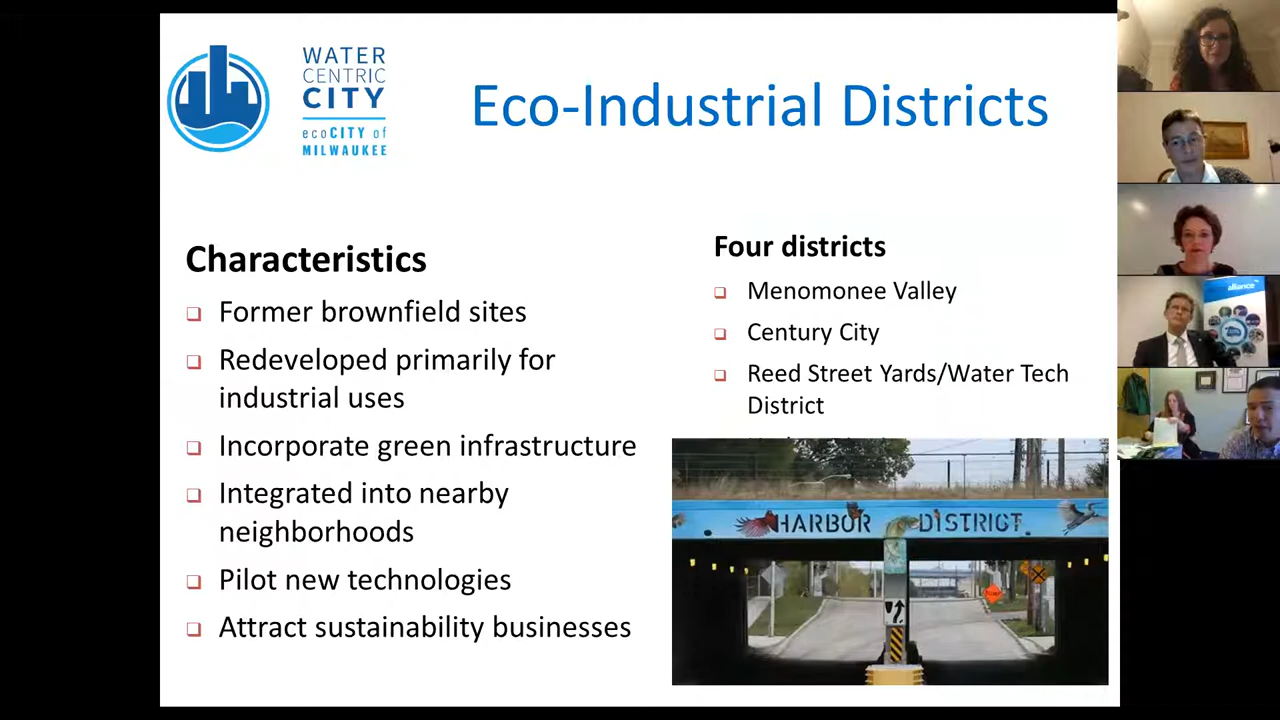 WATER
CENTRIC
CITY
ecoCITY of
MILWAUKEE
Eco-Industrial Districts
Characteristics
❑ Former brownfield sites
❑ Redeveloped primarily for
industrial uses
❑ Incorporate green infrastructure
❑ Integrated into nearby
neighborhoods
❑ Pilot new technologies
❑ Attract sustainability businesses
Four districts
❑ Menomonee Valley
❑ Century City
❑ Reed Street Yards/Water Tech
District
HARBOR DISTRICT
alliance